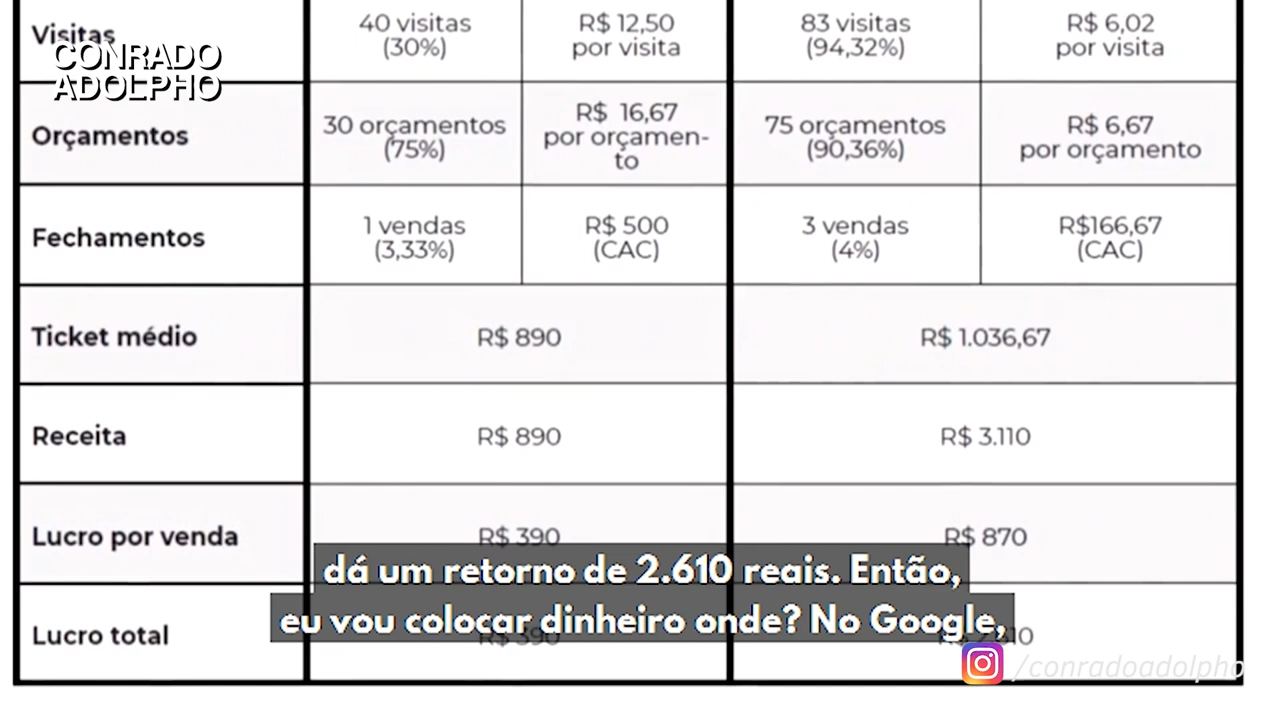 Visitas
40 visitas
(30%)
R$ 12,50
por visita
83 visitas
(94,32%)
R$ 6,02
por visita
CONRADO
ADOLPHO
Orçamentos
30 orçamentos
(75%)
R$ 16,67
por orçamen-
to
75 orçamentos
(90,36%)
R$ 6,67
por orçamento
Fechamentos
1 vendas
(3,33%)
R$ 500
(CAC)
3 vendas
(4%)
R$166,67
(CAC)
Ticket médio
R$ 890
R$ 1.036,67
Receita
R$ 890
R$ 3.110
Lucro por venda
R$ 390
R$ 870
dá um retorno de 2.610 reais. Então,
eu vou colocar dinheiro onde? No Google,
Lucro total
R$ 390
/conradoadolpho